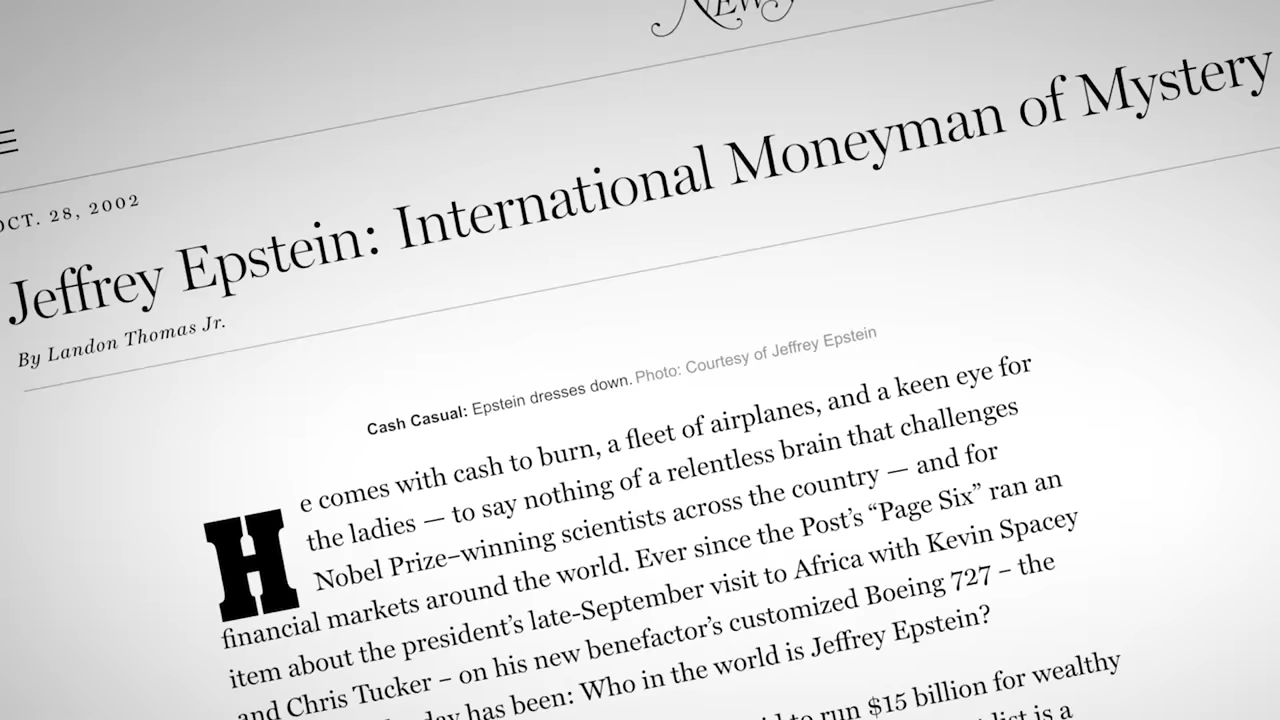 OCT. 28, 2002
Jeffrey Epstein: International Moneyman of Mystery
By Landon Thomas Jr.
Cash Casual: Epstein dresses down. Photo: Courtesy of Jeffrey Epstein
He comes with cash to burn, a fleet of airplanes, and a keen eye for
the ladies — to say nothing of a relentless brain that challenges
Nobel Prize–winning scientists across the country — and for
financial markets around the world. Ever since the Post’s “Page Six” ran an
item about the president’s late-September visit to Africa with Kevin Spacey
and Chris Tucker – on his new benefactor’s customized Boeing 727 – the
has been: Who in the world is Jeffrey Epstein?
to run $15 billion for wealthy
is a